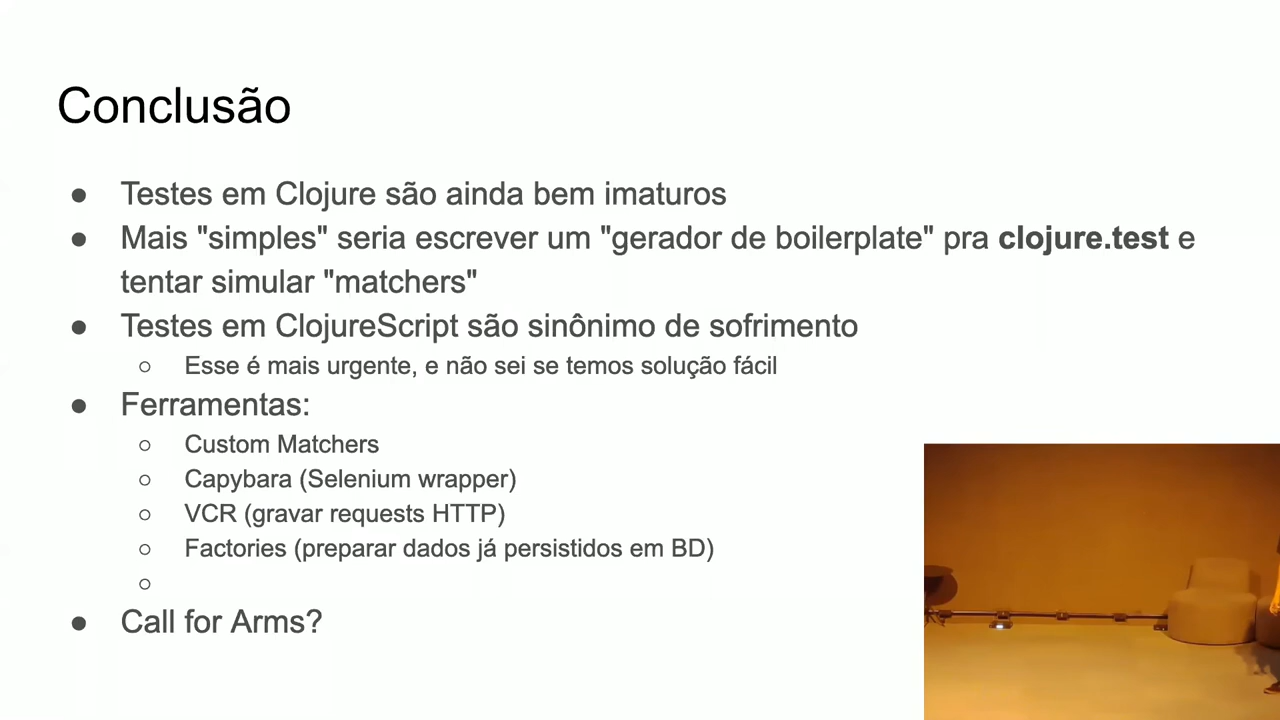 Conclusão
● Testes em Clojure são ainda bem imaturos
● Mais "simples" seria escrever um "gerador de boilerplate" pra clojure.test e
tentar simular "matchers"
● Testes em ClojureScript são sinônimo de sofrimento
○ Esse é mais urgente, e não sei se temos solução fácil
● Ferramentas:
○ Custom Matchers
○ Capybara (Selenium wrapper)
○ VCR (gravar requests HTTP)
○ Factories (preparar dados já persistidos em BD)
○
● Call for Arms?